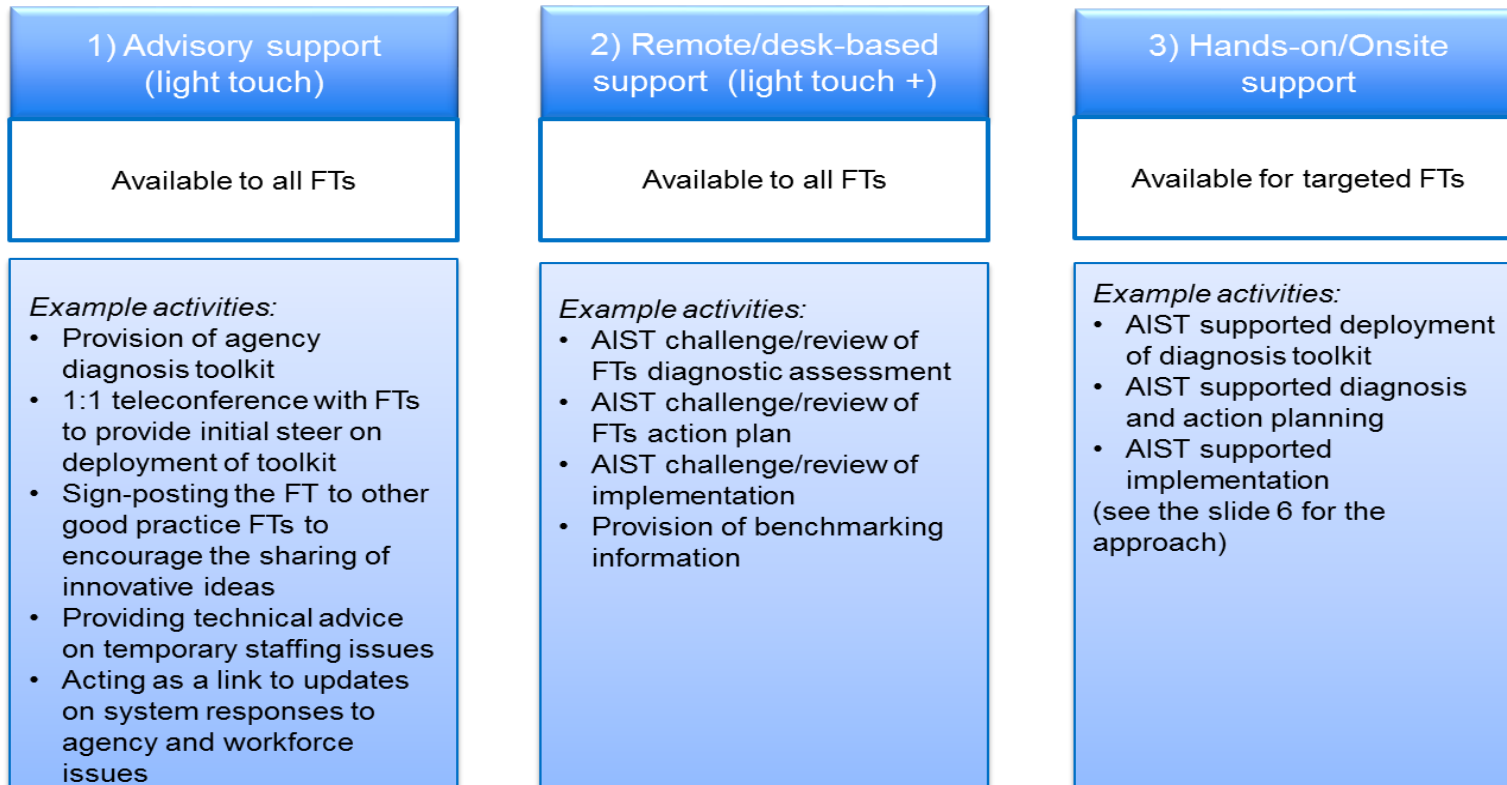 1) Advisory support
(light touch)
Available to all FTs
Example activities:
• Provision of agency
diagnosis toolkit
• 1:1 teleconference with FTs
to provide initial steer on
deployment of toolkit
• Sign-posting the FT to other
good practice FTs to
encourage the sharing of
innovative ideas
• Providing technical advice
on temporary staffing issues
• Acting as a link to updates
on system responses to
agency and workforce
issues
2) Remote/desk-based
support (light touch +)
Available to all FTs
Example activities:
• AIST challenge/review of
FTs diagnostic assessment
• AIST challenge/review of
FTs action plan
• AIST challenge/review of
implementation
• Provision of benchmarking
information
3) Hands-on/Onsite
support
Available for targeted FTs
Example activities:
• AIST supported deployment
of diagnosis toolkit
• AIST supported diagnosis
and action planning
• AIST supported
implementation
(see the slide 6 for the
approach)